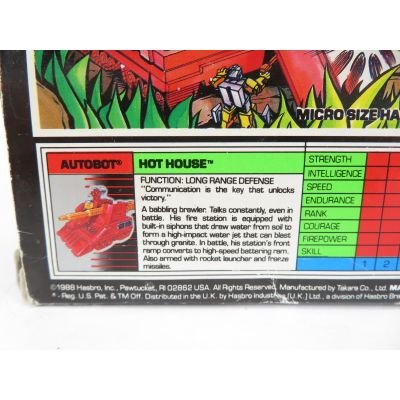 MICRO SIZE HA
AUTOBOT® HOT HOUSE™
FUNCTION: LONG RANGE DEFENSE
"Communication is the key that unlocks
victory."
A babbling brawler. Talks constantly, even in
battle. His fire station is equipped with
built-in siphons that draw water from soil to
form a high-impact water jet that can blast
through granite. In battle, his station's front
ramp converts to high-speed battering ram.
Also armed with rocket launcher and freeze
missiles.
STRENGTH
INTELLIGENCE
SPEED
ENDURANCE
RANK
COURAGE
FIREPOWER
SKILL
1 2
©1988 Hasbro, Inc., Pawtucket, RI 02862 USA. All Rights Reserved. Manufactured by Takara Co., Ltd. MA
® Reg. U.S. Pat. & TM Off. Distributed in the U.K. by Hasbro Industries (U.K.) Ltd., a division of Hasbro Bra